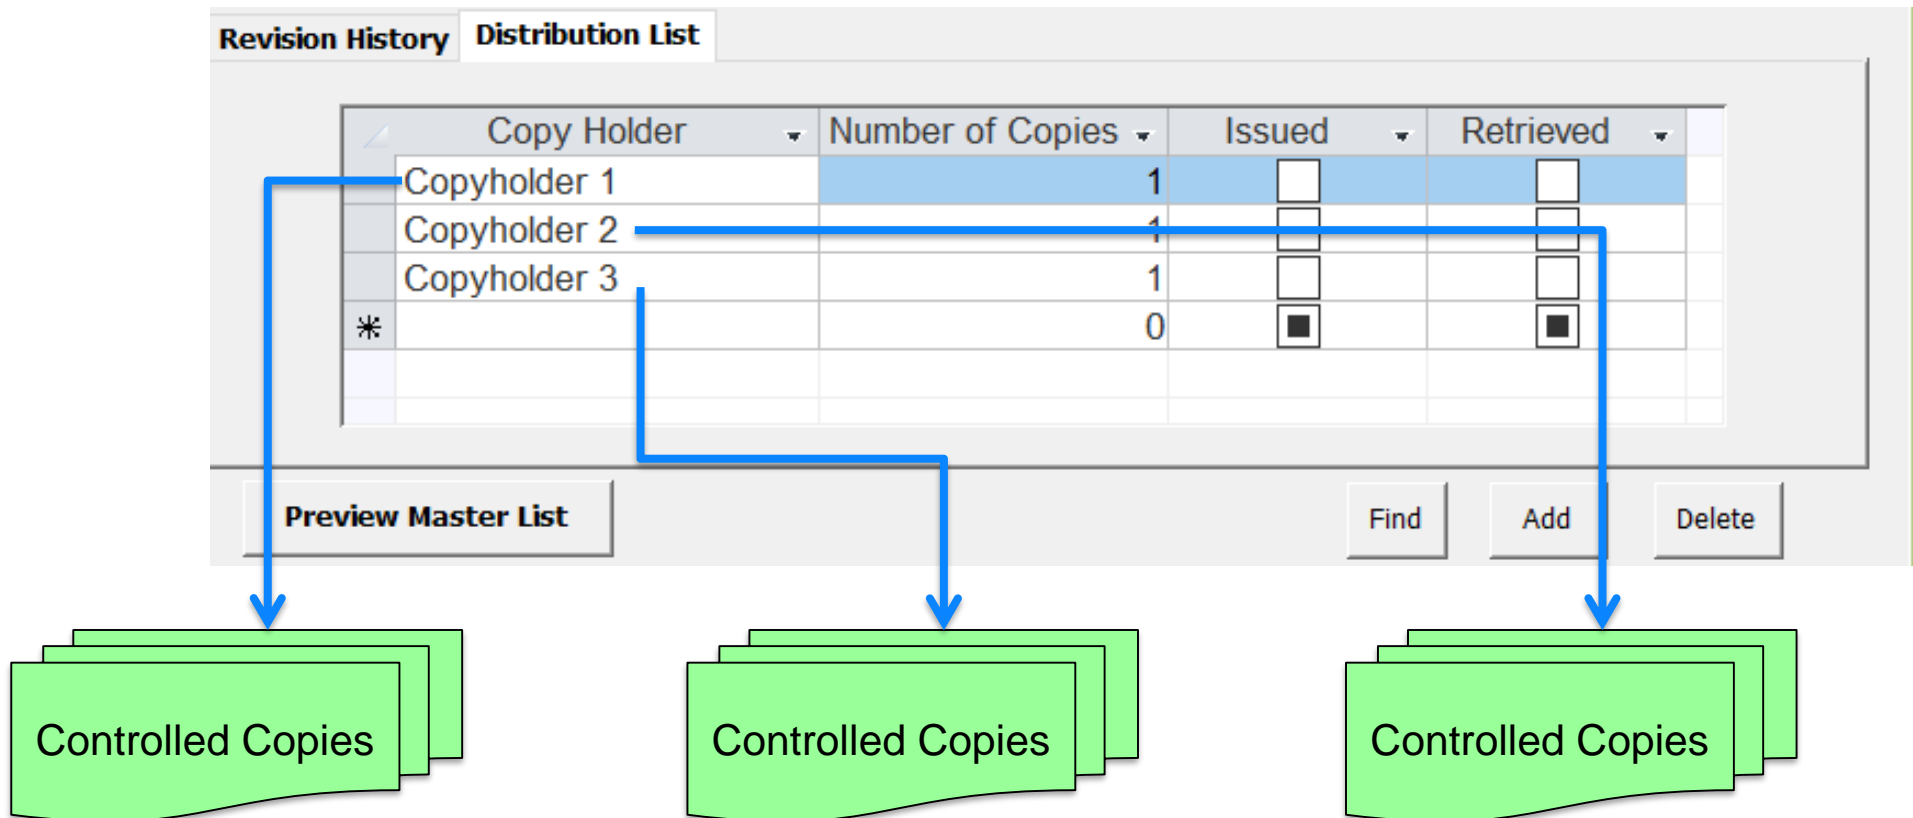 Revision History Distribution List
Copy Holder Number of Copies Issued Retrieved
Copyholder 1 1
Copyholder 2 1
Copyholder 3 1
* 0
Preview Master List Find Add Delete
Controlled Copies Controlled Copies Controlled Copies